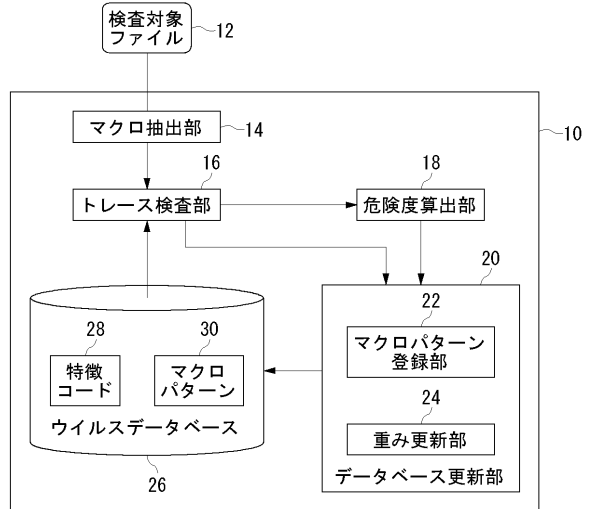 検査対象
ファイル
12
マクロ抽出部
14
10
16
トレース検査部
18
危険度算出部
20
22
マクロパターン
登録部
24
重み更新部
データベース更新部
28
特徴
コード
30
マクロ
パターン
ウイルスデータベース
26